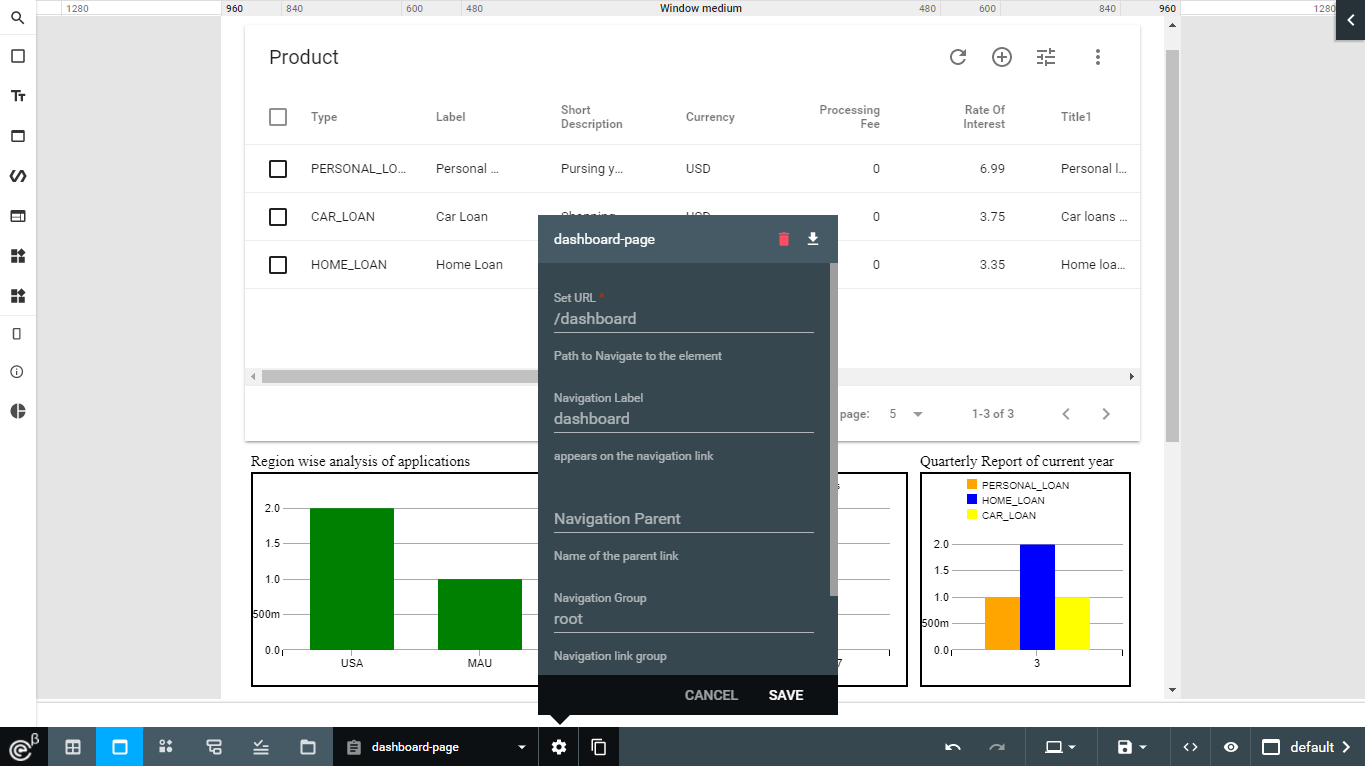 1280 960 840 600 480 Window medium 480 600 840 960 1280
Product
Type Label Short Description Currency Processing Fee Rate Of Interest Title1
PERSONAL_LO... Personal ... Pursing y... USD 0 6.99 Personal l...
CAR_LOAN Car Loan Shopping USD 0 3.75 Car loans ...
HOME_LOAN Home Loan 0 3.35 Home loa...
page: 5 1-3 of 3
dashboard-page
Set URL *
/dashboard
Path to Navigate to the element
Navigation Label
dashboard
appears on the navigation link
Navigation Parent
Name of the parent link
Navigation Group
root
Navigation link group
CANCEL SAVE
Region wise analysis of applications
2.0
1.5
1.0
500m
0.0
USA MAU
s
7
Quarterly Report of current year
PERSONAL_LOAN
HOME_LOAN
CAR_LOAN
2.0
1.5
1.0
500m
0.0
3
β dashboard-page default